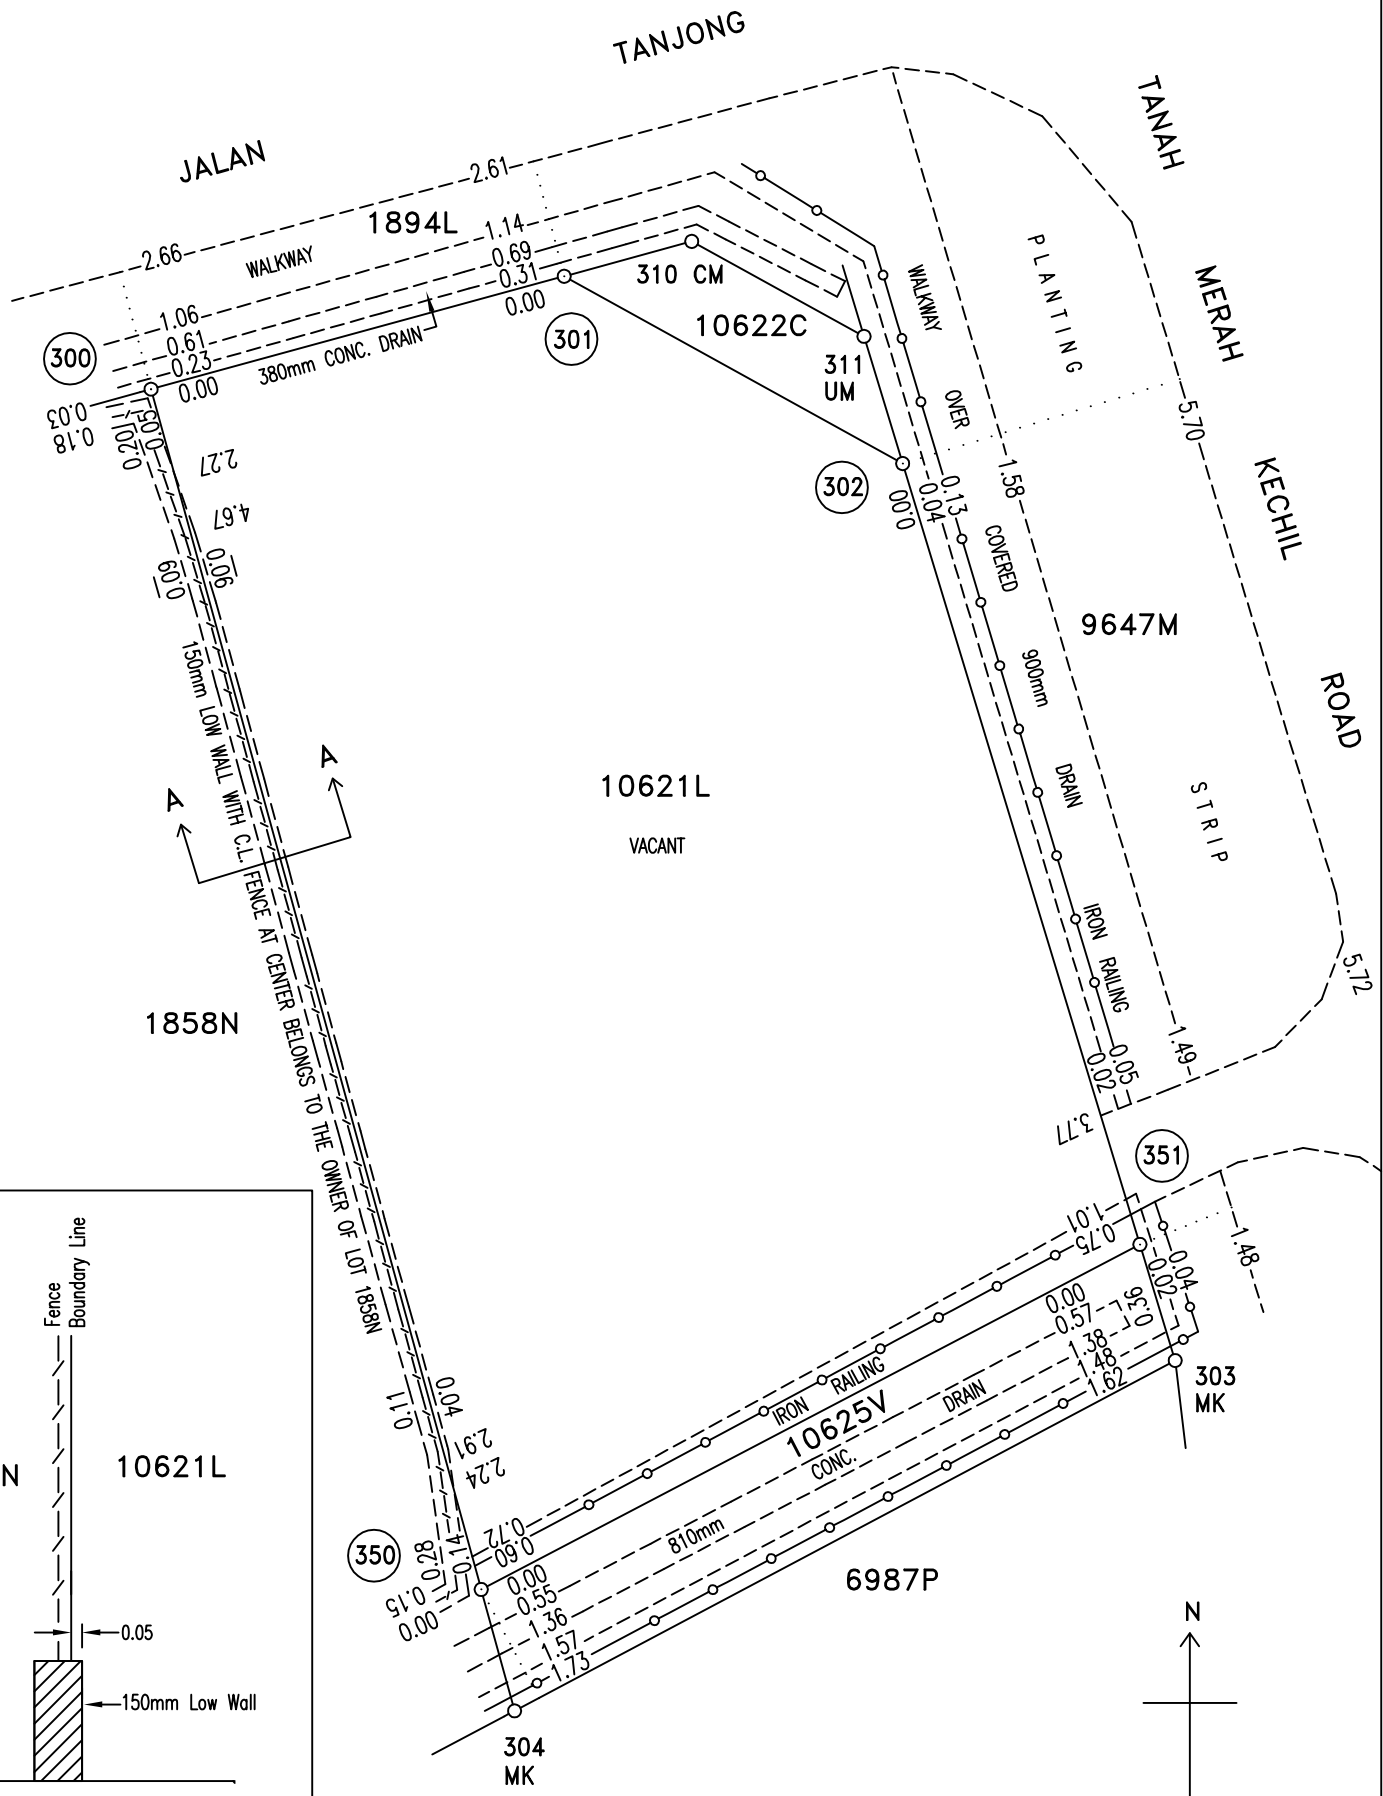 TANJONG
JALAN
TANAH
MERAH
KECHIL
ROAD
2.61
2.66
1894L
WALKWAY
1.14
0.69
0.31
0.00
1.06
0.61
0.23
0.00
380mm CONC. DRAIN
300
301
310 CM
10622C
311
UM
302
PLANTING
STRIP
WALKWAY
OVER
COVERED
900mm
DRAIN
IRON RAILING
5.70
1.58
0.13
0.04
0.00
9647M
0.03
0.18
0.20
0.05
2.27
4.67
0.06
0.09
150mm LOW WALL WITH C.L. FENCE AT CENTER BELONGS TO THE OWNER OF LOT 1858N
A
A
10621L
VACANT
1858N
5.72
1.49
0.05
0.02
3.77
351
1.01
0.75
0.00
0.57
1.38
1.48
1.62
0.36
0.02
0.04
1.48
303
MK
IRON RAILING
10625V
810mm
CONC.
DRAIN
6987P
0.11
0.04
2.91
2.24
0.72
0.60
0.28
0.14
0.15
0.00
350
0.00
0.55
1.36
1.57
1.73
304
MK
N
Fence
Boundary Line
N
10621L
0.05
150mm Low Wall